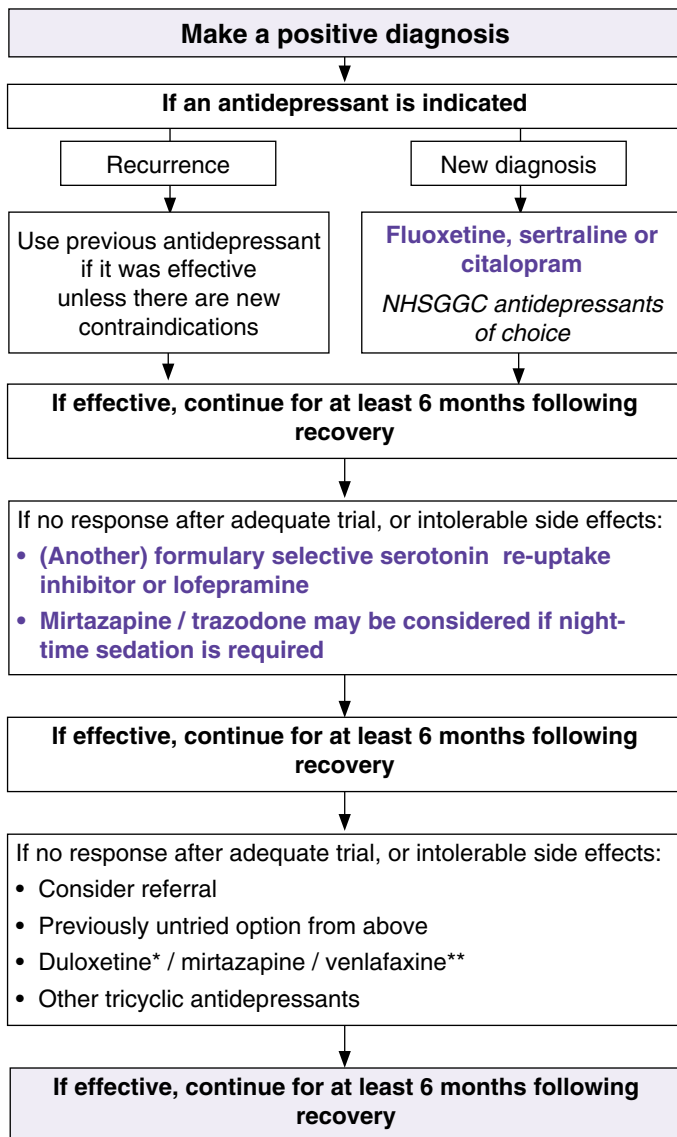 Make a positive diagnosis
If an antidepressant is indicated
Recurrence
New diagnosis
Use previous antidepressant
if it was effective
unless there are new
contraindications
Fluoxetine, sertraline or
citalopram
NHSGGC antidepressants
of choice
If effective, continue for at least 6 months following
recovery
If no response after adequate trial, or intolerable side effects:
• (Another) formulary selective serotonin re-uptake
inhibitor or lofepramine
• Mirtazapine / trazodone may be considered if night-
time sedation is required
If effective, continue for at least 6 months following
recovery
If no response after adequate trial, or intolerable side effects:
• Consider referral
• Previously untried option from above
• Duloxetine* / mirtazapine / venlafaxine**
• Other tricyclic antidepressants
If effective, continue for at least 6 months following
recovery